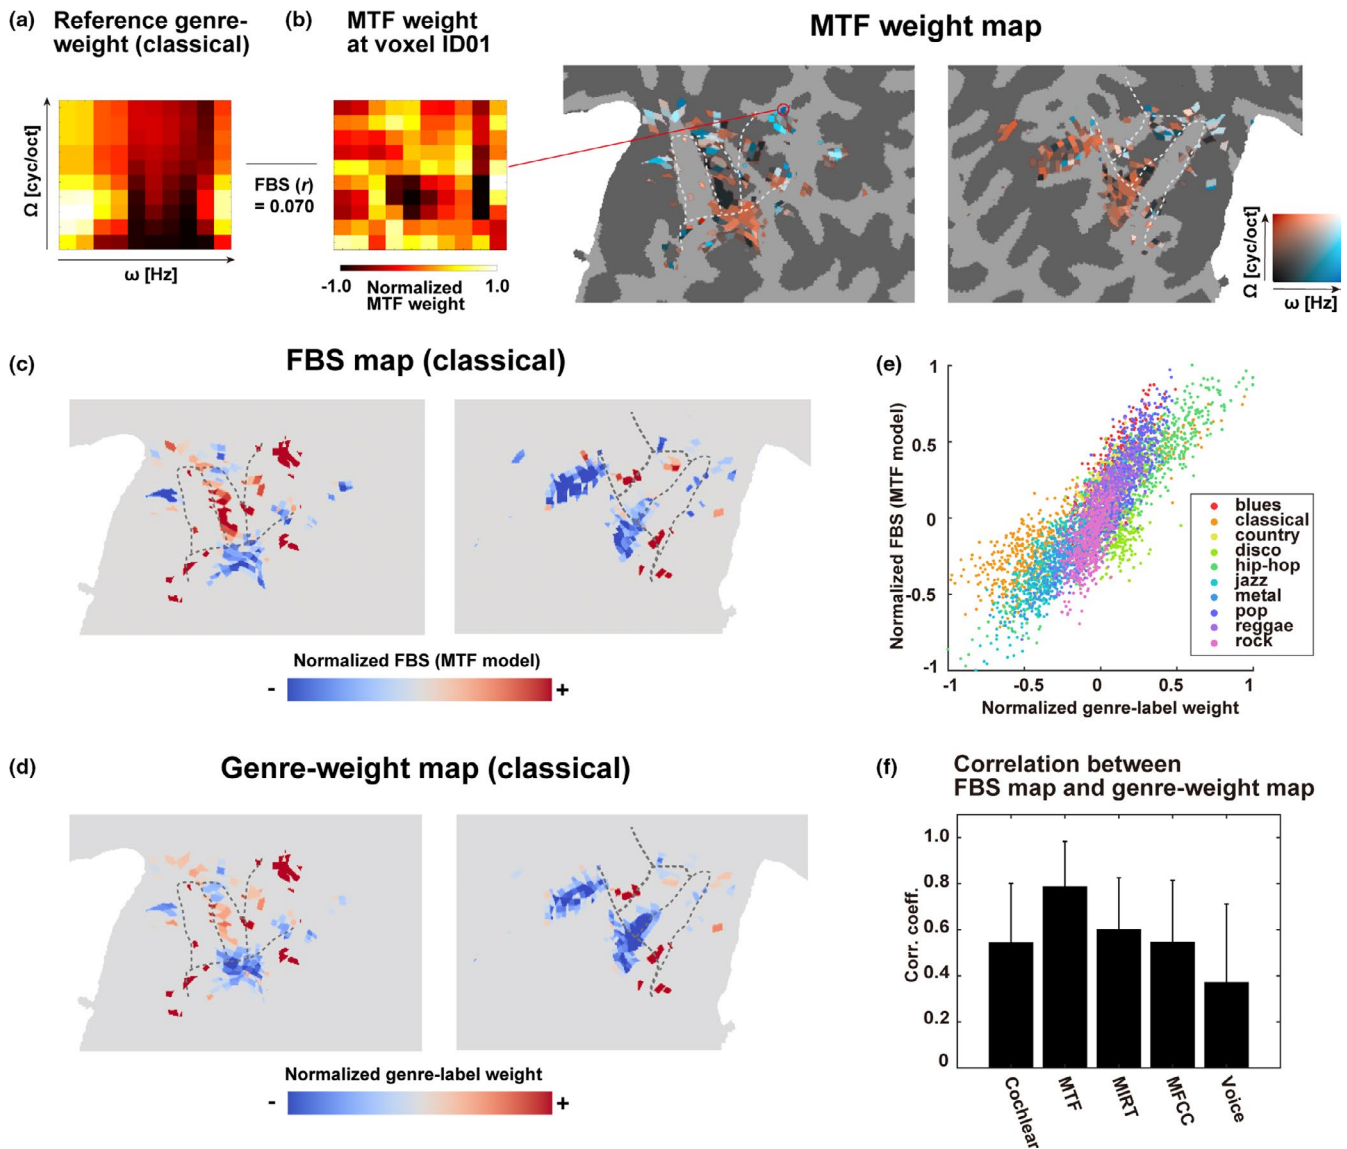 (a) Reference genre-
weight (classical)
Ω [cyc/oct]
ω [Hz]
FBS (r)
= 0.070
(b) MTF weight
at voxel ID01
-1.0 Normalized 1.0
MTF weight
MTF weight map
Ω [cyc/oct]
ω [Hz]
(c) FBS map (classical)
Normalized FBS (MTF model)
- +
(d) Genre-weight map (classical)
Normalized genre-label weight
- +
(e)
Normalized FBS (MTF model)
1
0.5
0
-0.5
-1
-1 -0.5 0 0.5 1
Normalized genre-label weight
blues
classical
country
disco
hip-hop
jazz
metal
pop
reggae
rock
(f) Correlation between
FBS map and genre-weight map
Corr. coeff.
1.0
0.8
0.6
0.4
0.2
0
Cochlear
MTF
MIRT
MFCC
Voice